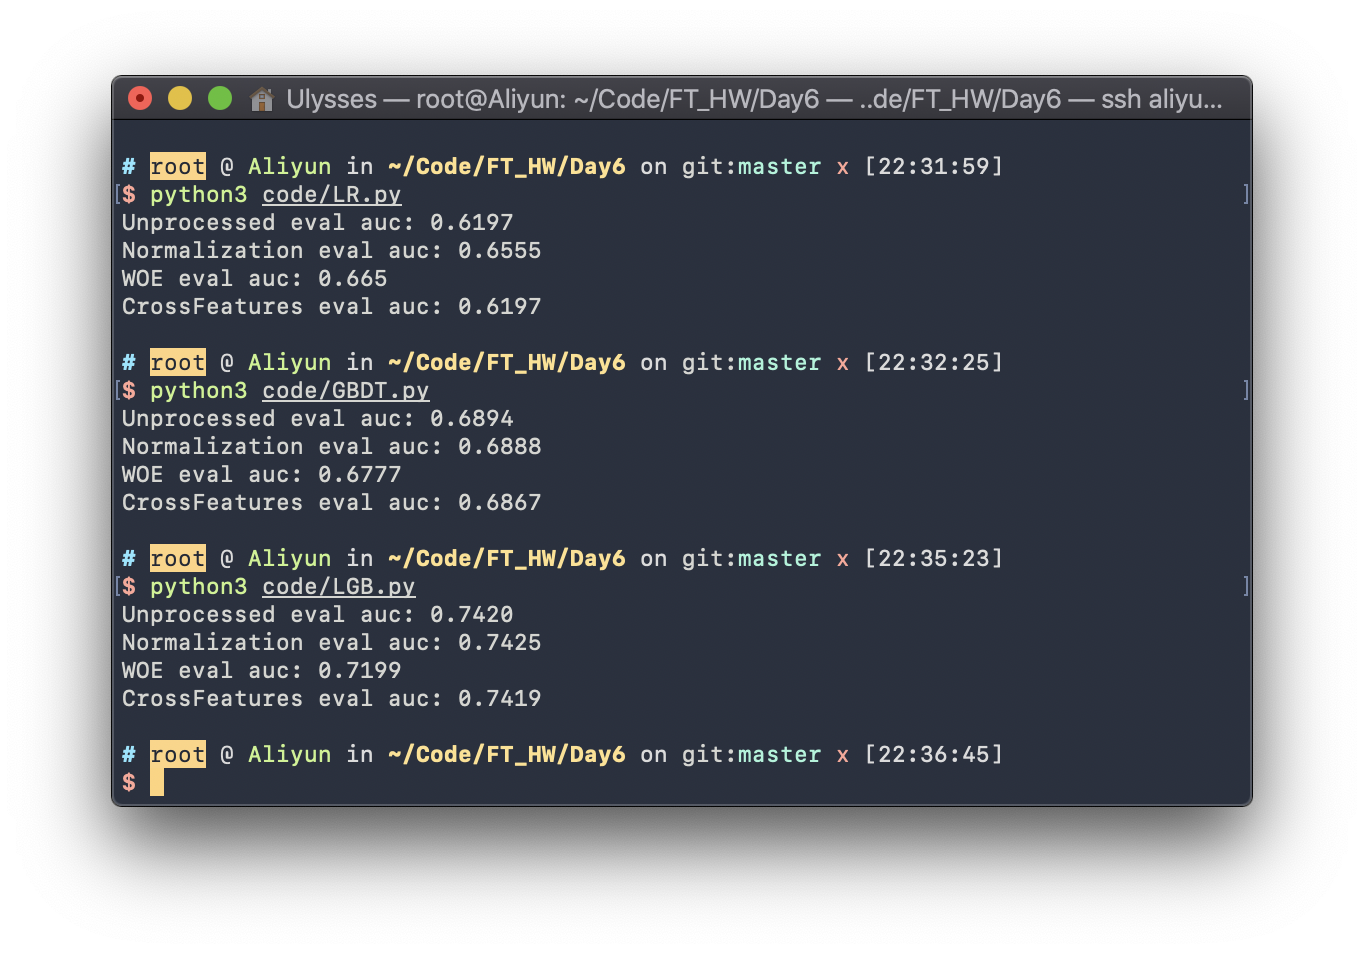 Ulysses — root@Aliyun: ~/Code/FT_HW/Day6 — ..de/FT_HW/Day6 — ssh aliyu...
# root @ Aliyun in ~/Code/FT_HW/Day6 on git:master x [22:31:59]
[$ python3 code/LR.py ]
Unprocessed eval auc: 0.6197
Normalization eval auc: 0.6555
WOE eval auc: 0.665
CrossFeatures eval auc: 0.6197
# root @ Aliyun in ~/Code/FT_HW/Day6 on git:master x [22:32:25]
[$ python3 code/GBDT.py ]
Unprocessed eval auc: 0.6894
Normalization eval auc: 0.6888
WOE eval auc: 0.6777
CrossFeatures eval auc: 0.6867
# root @ Aliyun in ~/Code/FT_HW/Day6 on git:master x [22:35:23]
[$ python3 code/LGB.py ]
Unprocessed eval auc: 0.7420
Normalization eval auc: 0.7425
WOE eval auc: 0.7199
CrossFeatures eval auc: 0.7419
# root @ Aliyun in ~/Code/FT_HW/Day6 on git:master x [22:36:45]
$